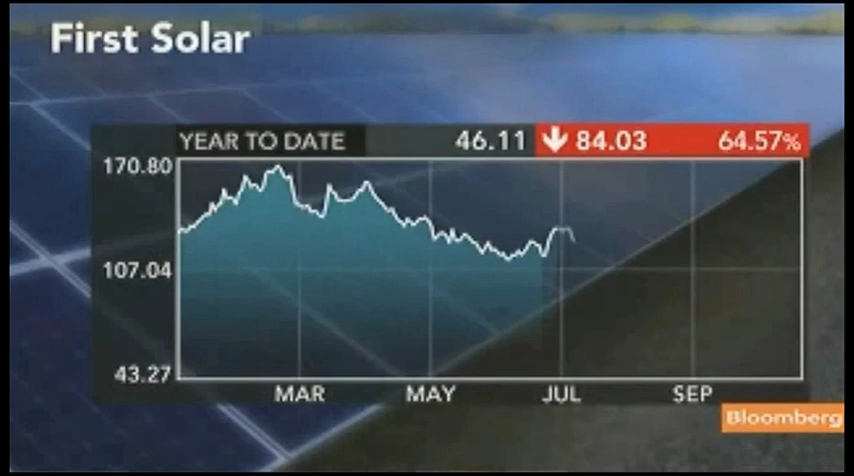 First Solar
YEAR TO DATE 46.11 84.03 64.57%
170.80
107.04
43.27
MAR MAY JUL SEP
Bloomberg